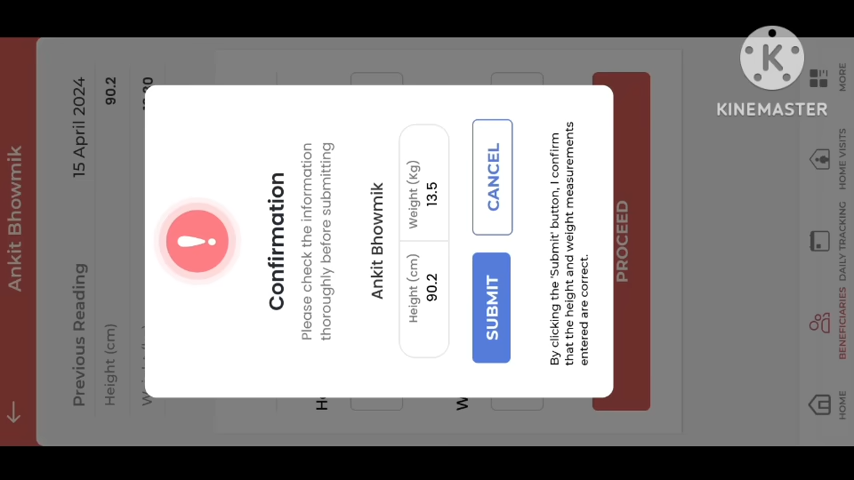 Ankit Bhowmik
Previous Reading
15 April 2024
Height (cm)
90.2
Confirmation
Please check the information
thoroughly before submitting
Ankit Bhowmik
Height (cm)
Weight (Kg)
90.2
13.5
SUBMIT
CANCEL
By clicking the 'Submit' button, I confirm
that the height and weight measurements
entered are correct.
PROCEED
HOME
BENEFICIARIES
DAILY TRACKING
HOME VISITS
MORE
KINEMASTER